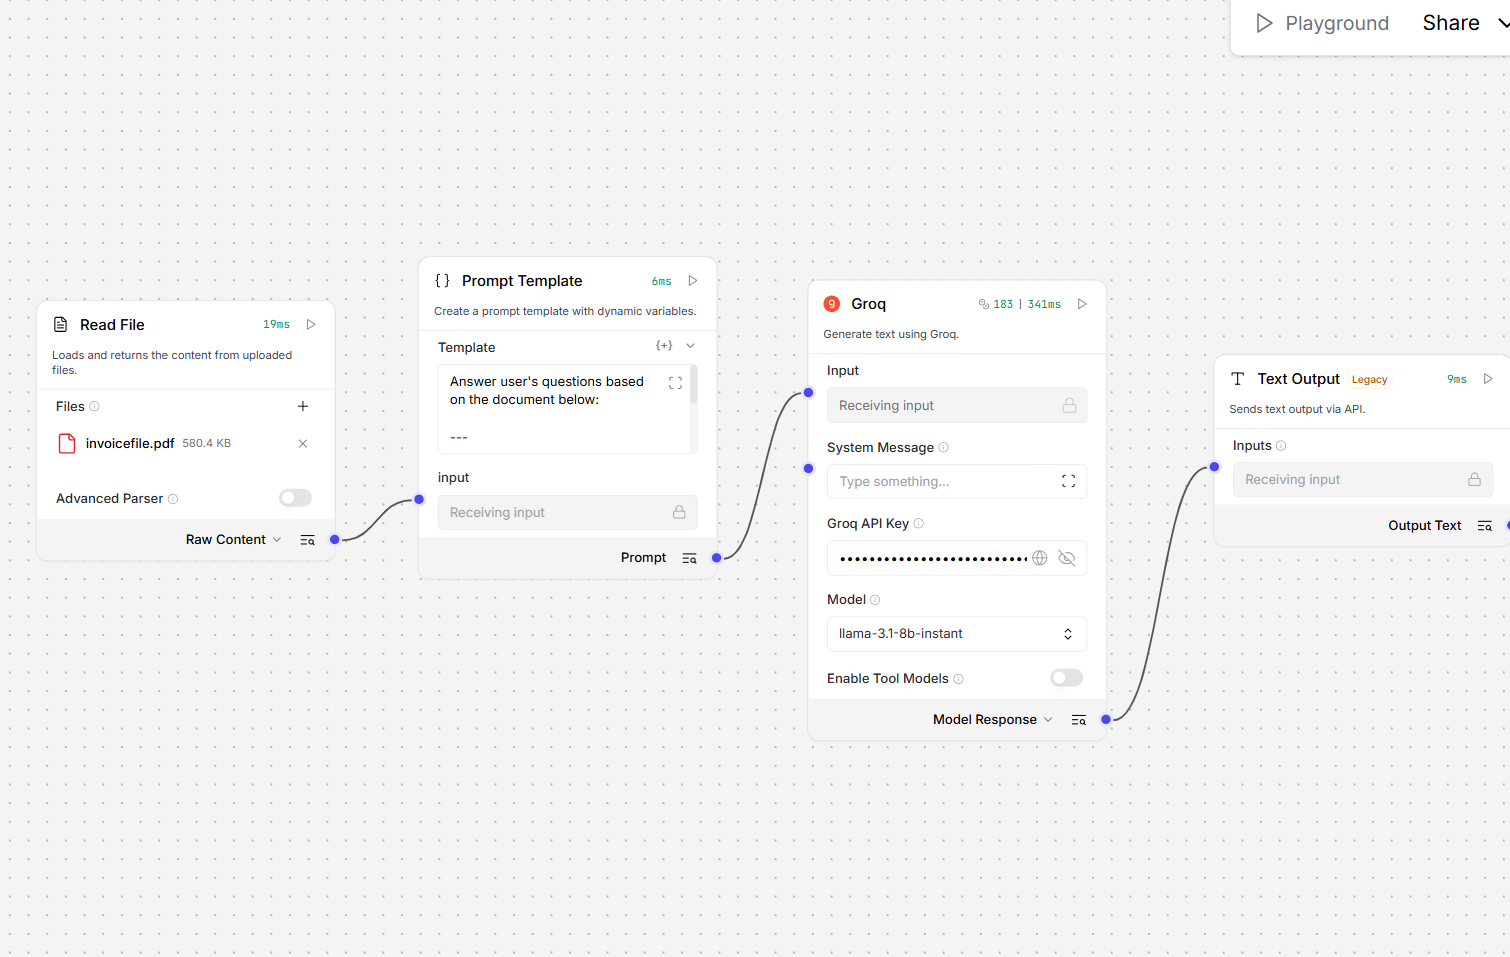 Playground
Share
Read File
19ms
Loads and returns the content from uploaded
files.
Files
invoicefile.pdf 580.4 KB
Advanced Parser
Raw Content
{} Prompt Template
6ms
Create a prompt template with dynamic variables.
Template
{+}
Answer user's questions based
on the document below:
---
input
Receiving input
Prompt
Groq
183 | 341ms
Generate text using Groq.
Input
Receiving input
System Message
Type something...
Groq API Key
••••••••••••••••••••••••••
Model
llama-3.1-8b-instant
Enable Tool Models
Model Response
Text Output Legacy
9ms
Sends text output via API.
Inputs
Receiving input
Output Text